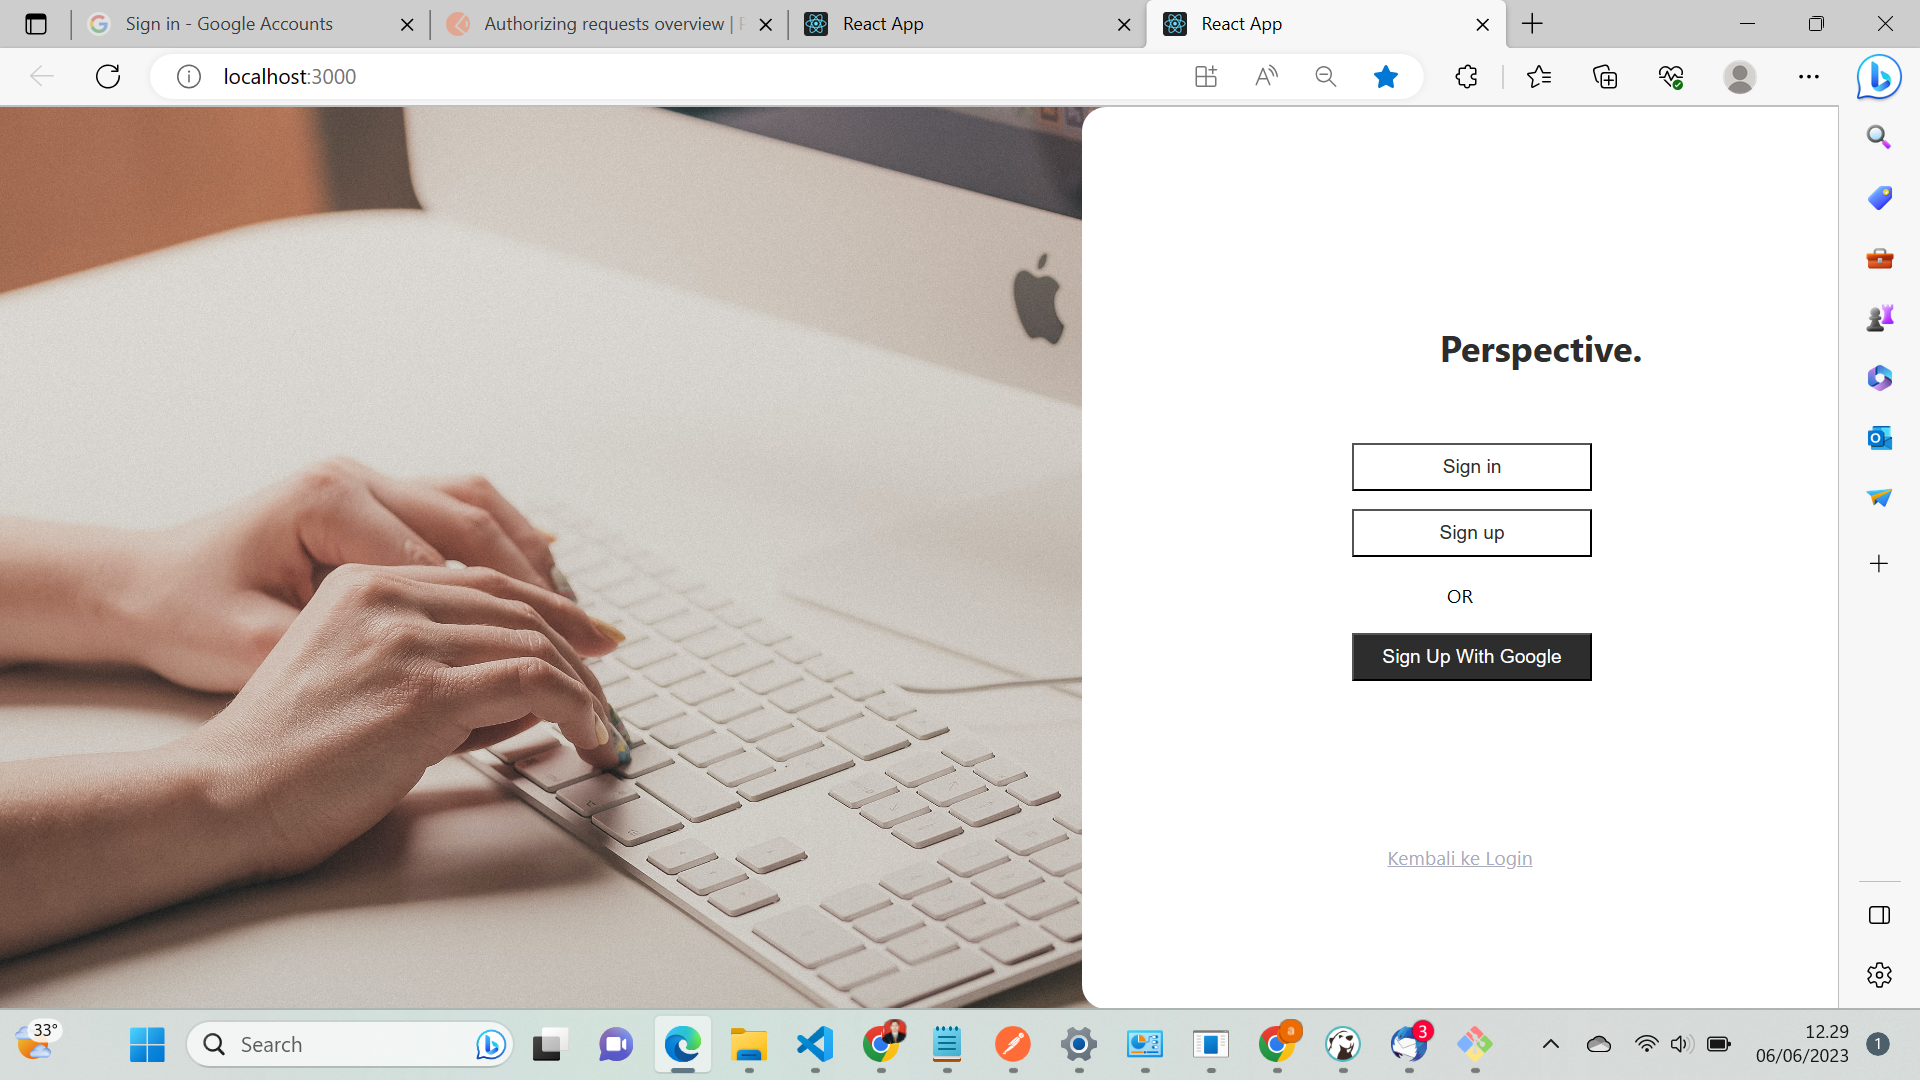 Sign in - Google Accounts
Authorizing requests overview |
React App
React App
localhost:3000
Perspective.
Sign in
Sign up
OR
Sign Up With Google
Kembali ke Login
33°
Search
a
3
12.29
06/06/2023
1